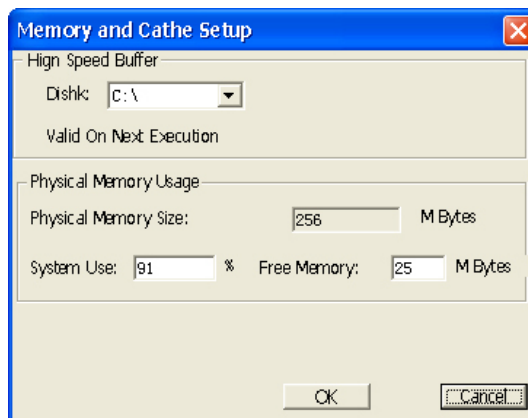 Memory and Cathe Setup
Hign Speed Buffer
Dishk: C:\
Valid On Next Execution
Physical Memory Usage
Physical Memory Size: 256 M Bytes
System Use: 91 % Free Memory: 25 M Bytes
OK Cancel